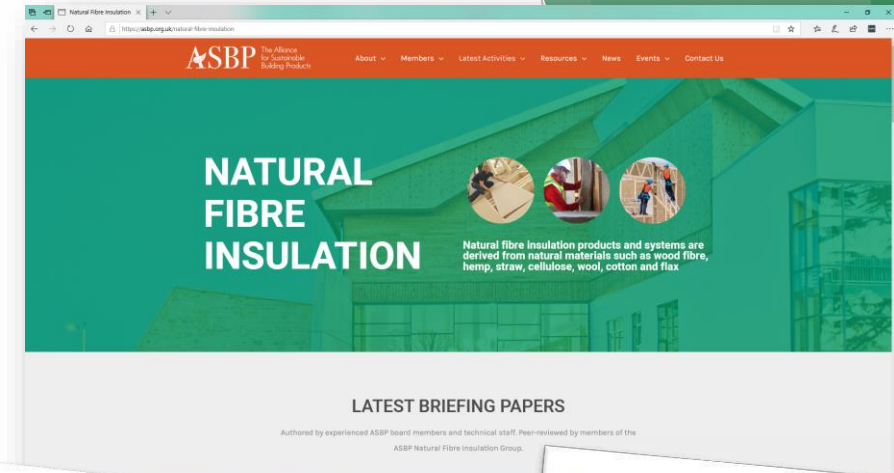 Natural Fibre Insulation
https://asbp.org.uk/natural-fibre-insulation
ASBP The Alliance
for Sustainable
Building Products
About Members Latest Activities Resources News Events Contact Us
NATURAL
FIBRE
INSULATION
Natural fibre insulation products and systems are
derived from natural materials such as wood fibre,
hemp, straw, cellulose, wool, cotton and flax
LATEST BRIEFING PAPERS
Authored by experienced ASBP board members and technical staff. Peer-reviewed by members of the
ASBP Natural Fibre Insulation Group.